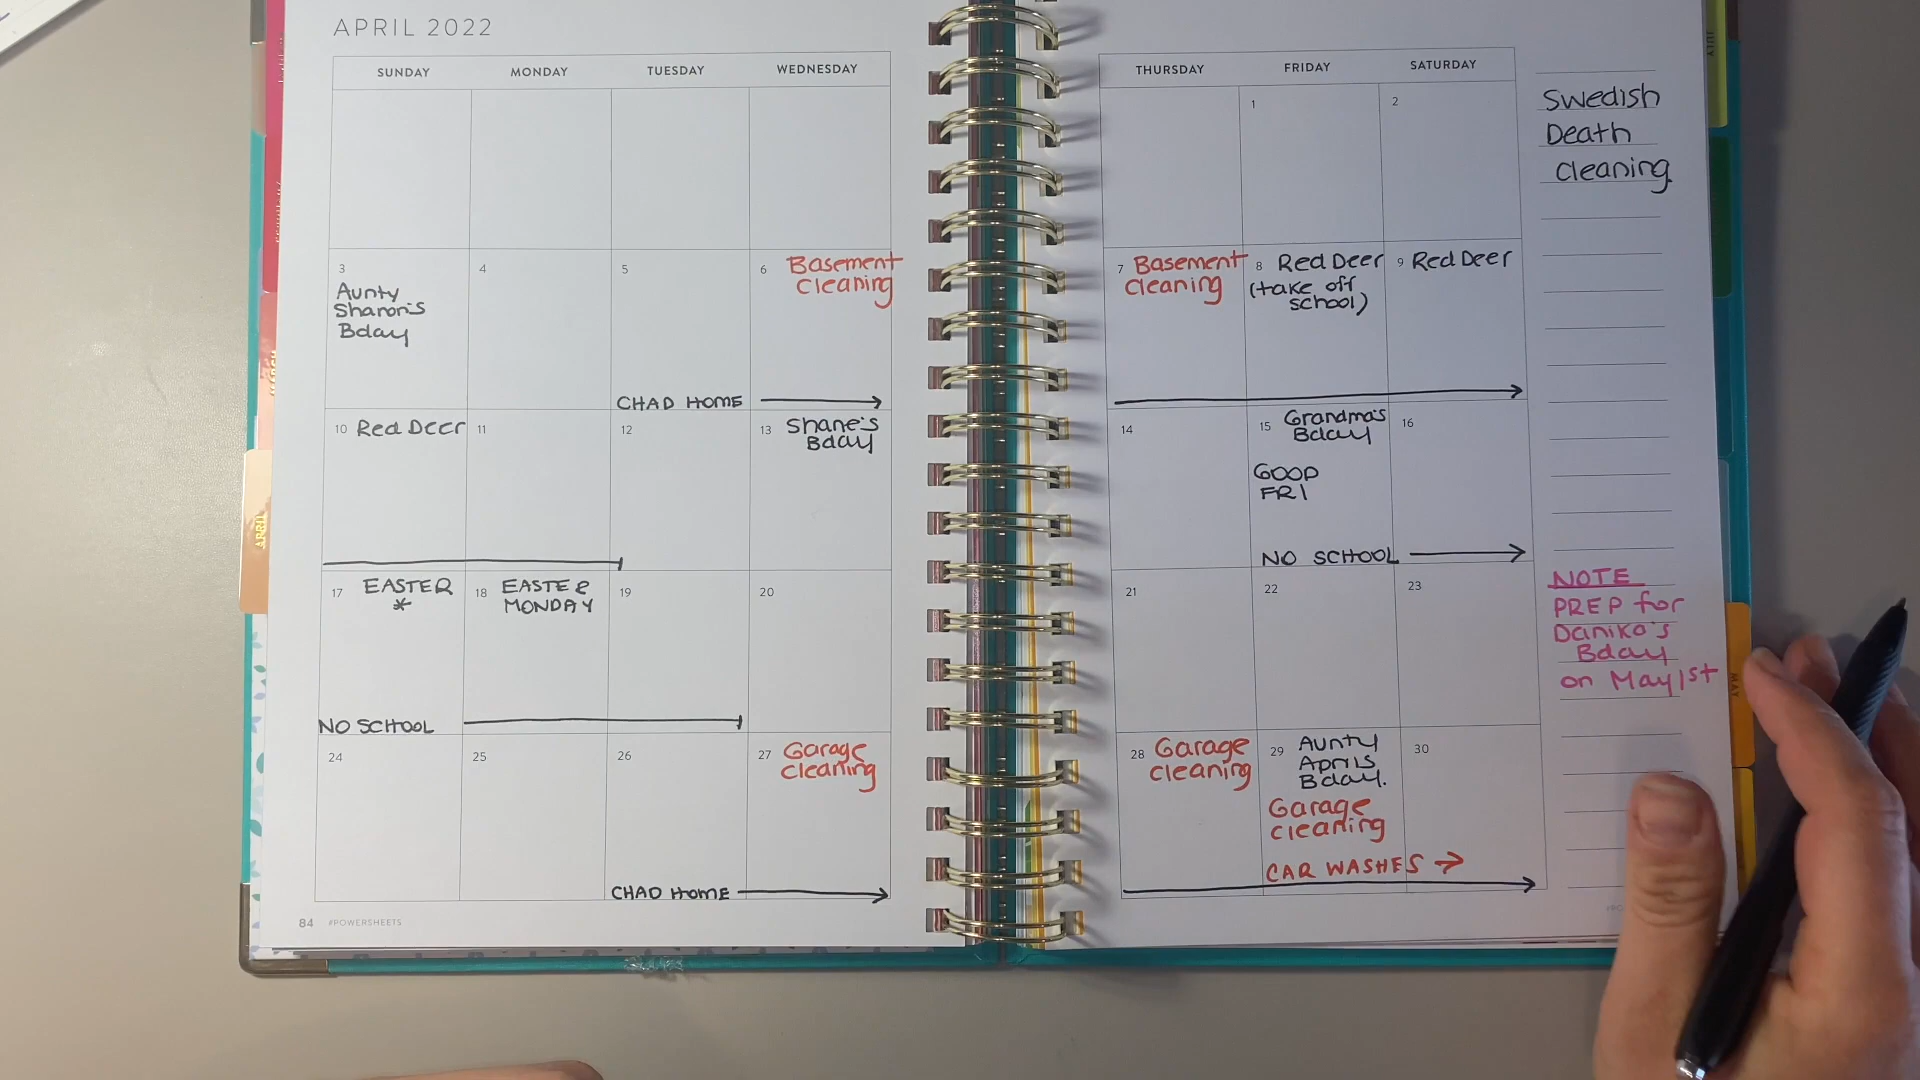 APRIL 2022
SUNDAY MONDAY TUESDAY WEDNESDAY THURSDAY FRIDAY SATURDAY
1 2
3 Aunty
Sharon's
Bday
4
5
CHAD HOME
6 Basement
cleaning
7 Basement
cleaning
8 Red Deer
(take off
school)
9 Red Deer
10 Red Deer
11
12
13 Shane's
Bday
14
15 Grandma's
Bday
GOOD
FRI
NO SCHOOL
16
17 EASTER
*
NO SCHOOL
18 EASTER
MONDAY
19
20
21
22
23
24
25
26
CHAD HOME
27 Garage
cleaning
28 Garage
cleaning
29 Aunty
Aprils
Bday.
Garage
cleaning
CAR WASHES →
30
Swedish
Death
cleaning
NOTE
PREP for
Danika's
Bday
on May 1st
84 #POWERSHEETS
APRIL
MAY
JULY
MARCH